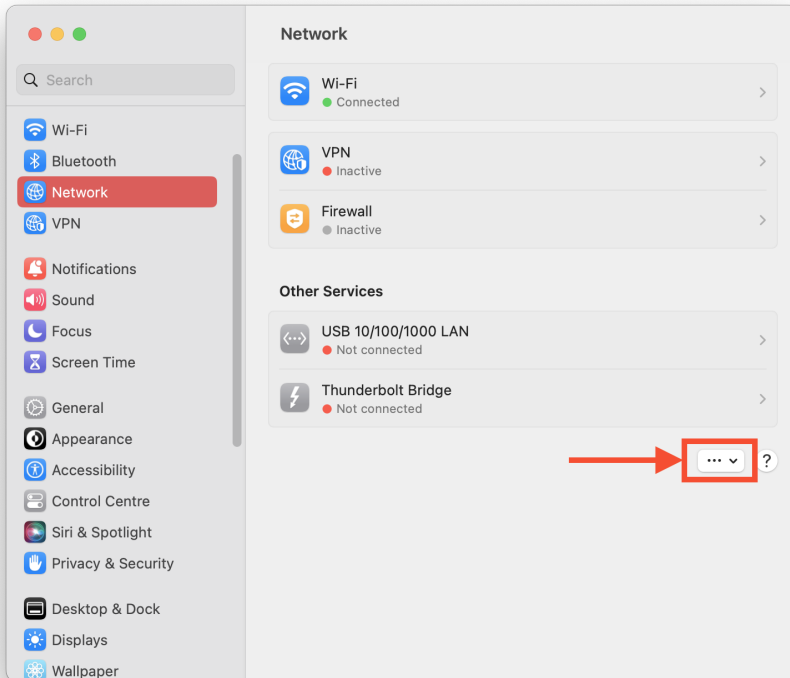 Network
Search
Wi-Fi
Bluetooth
Network
VPN
Notifications
Sound
Focus
Screen Time
General
Appearance
Accessibility
Control Centre
Siri & Spotlight
Privacy & Security
Desktop & Dock
Displays
Wallpaper
Wi-Fi
Connected
VPN
Inactive
Firewall
Inactive
Other Services
USB 10/100/1000 LAN
Not connected
Thunderbolt Bridge
Not connected
?